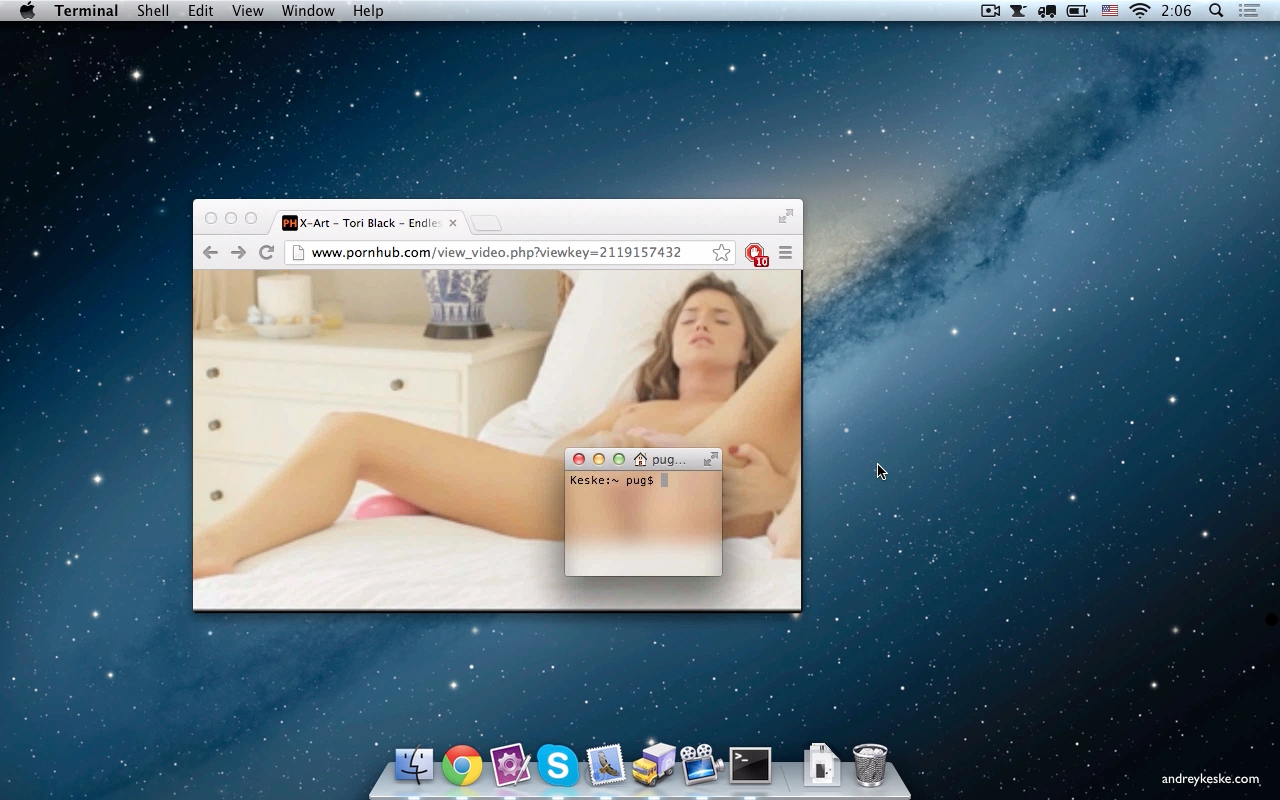 Terminal Shell Edit View Window Help 2:06
PH X-Art – Tori Black – Endles
www.pornhub.com/view_video.php?viewkey=2119157432
10
pug...
Keske:~ pug$
S
>_
andreykeske.com